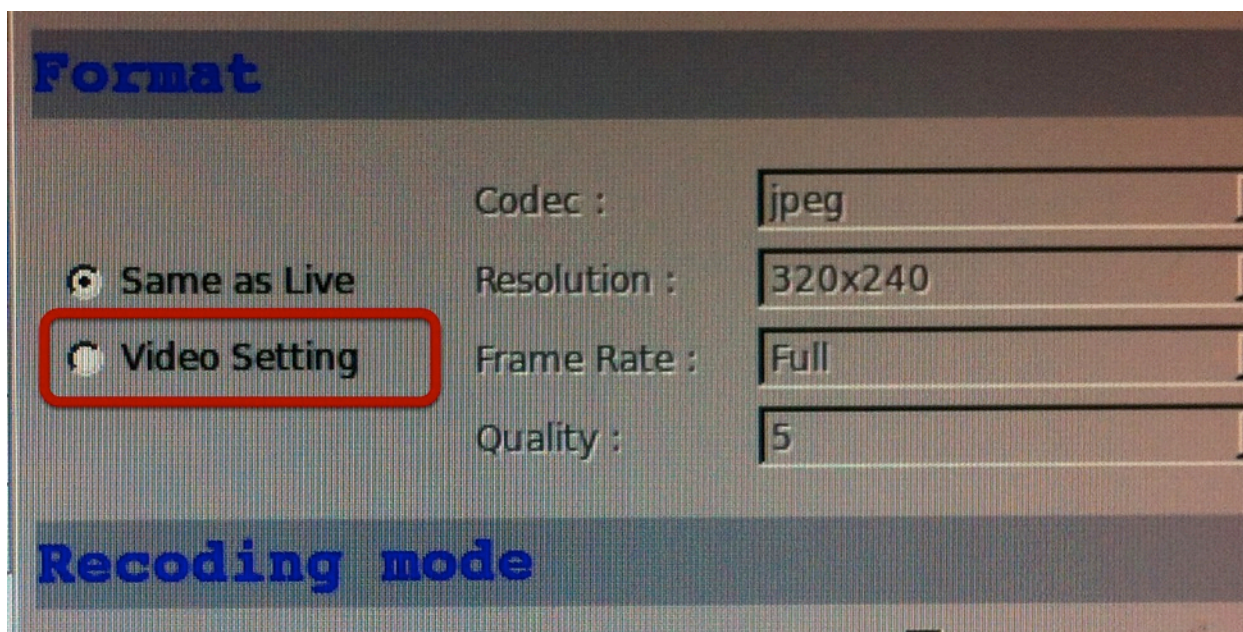 Format
Codec : jpeg
Same as Live Resolution : 320x240
Video Setting Frame Rate : Full
Quality : 5
Recoding mode